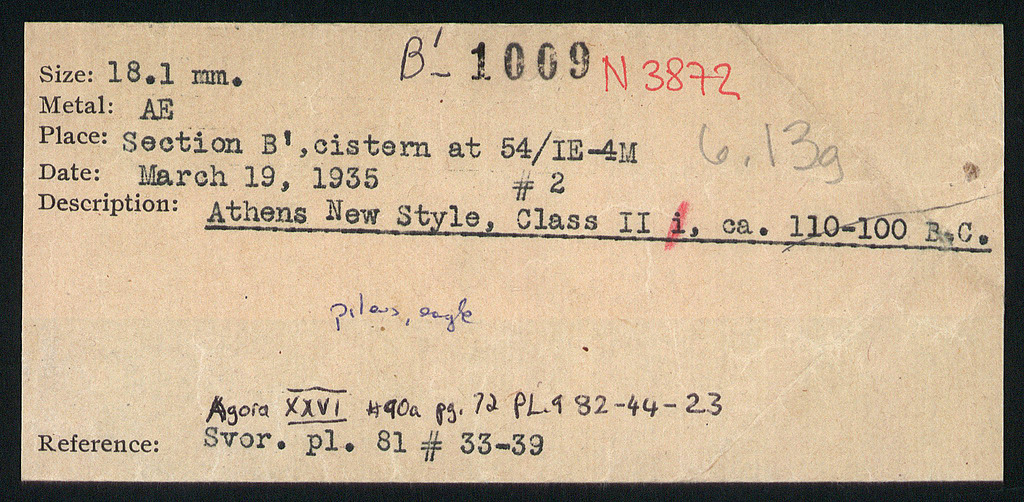 B'- 1009 N 3872
Size: 18.1 mm.
Metal: AE
Place: Section B', cistern at 54/IE-4M
6.13g
Date: March 19, 1935 # 2
Description: Athens New Style, Class II i, ca. 110-100 B.C.
pileus, eagle
Agora XXVI #90a pg. 72 PL.9 82-44-23
Reference: Svor. pl. 81 # 33-39